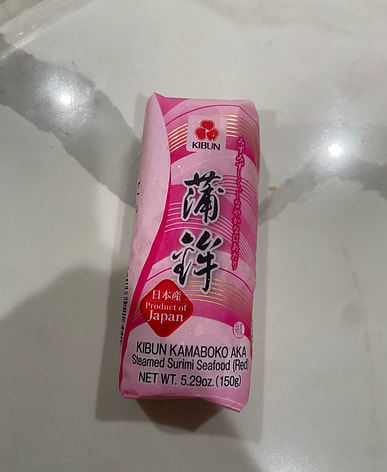 KIBUN
蒲鉾
日本産
Product of
Japan
KIBUN KAMABOKO AKA
Steamed Surimi Seafood (Red)
NET WT. 5.29oz. (150g)